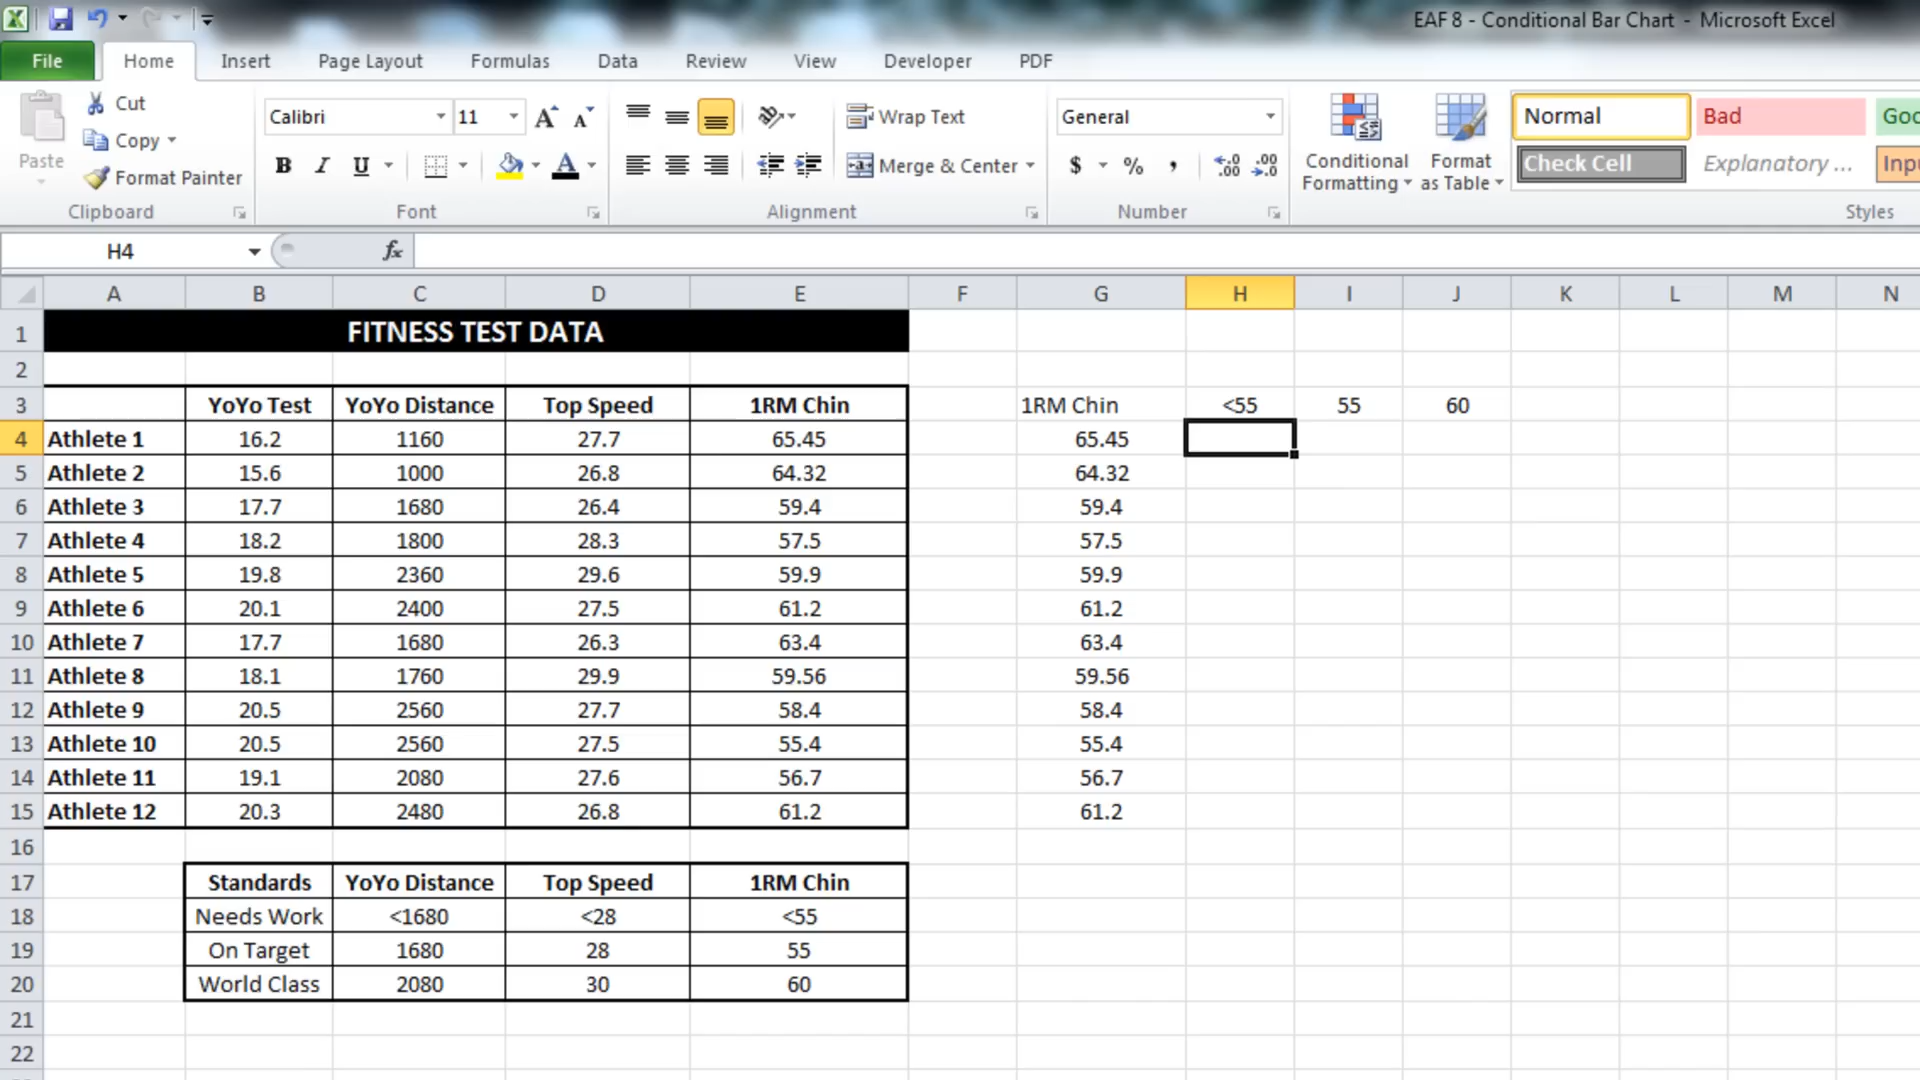 EAF 8 - Conditional Bar Chart - Microsoft Excel
File Home Insert Page Layout Formulas Data Review View Developer PDF
Cut
Copy
Format Painter
Paste
Clipboard
Calibri 11 A A
B I U A
Font
Wrap Text
Merge & Center
Alignment
General
$ % , .0 .00 .00 .0
Number
Conditional Formatting
Format as Table
Normal Bad Goo
Check Cell Explanatory ... Inpu
Styles
H4 fx
A B C D E F G H I J K L M N
1 FITNESS TEST DATA
2
3 YoYo Test YoYo Distance Top Speed 1RM Chin 1RM Chin <55 55 60
4 Athlete 1 16.2 1160 27.7 65.45 65.45
5 Athlete 2 15.6 1000 26.8 64.32 64.32
6 Athlete 3 17.7 1680 26.4 59.4 59.4
7 Athlete 4 18.2 1800 28.3 57.5 57.5
8 Athlete 5 19.8 2360 29.6 59.9 59.9
9 Athlete 6 20.1 2400 27.5 61.2 61.2
10 Athlete 7 17.7 1680 26.3 63.4 63.4
11 Athlete 8 18.1 1760 29.9 59.56 59.56
12 Athlete 9 20.5 2560 27.7 58.4 58.4
13 Athlete 10 20.5 2560 27.5 55.4 55.4
14 Athlete 11 19.1 2080 27.6 56.7 56.7
15 Athlete 12 20.3 2480 26.8 61.2 61.2
16
17 Standards YoYo Distance Top Speed 1RM Chin
18 Needs Work <1680 <28 <55
19 On Target 1680 28 55
20 World Class 2080 30 60
21
22